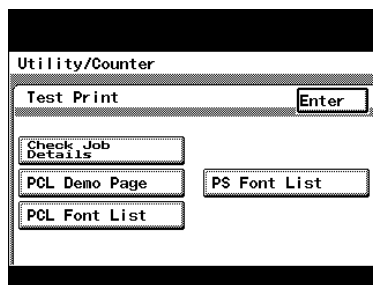 Utility/Counter
Test Print
Enter
Check Job
Details
PCL Demo Page
PS Font List
PCL Font List